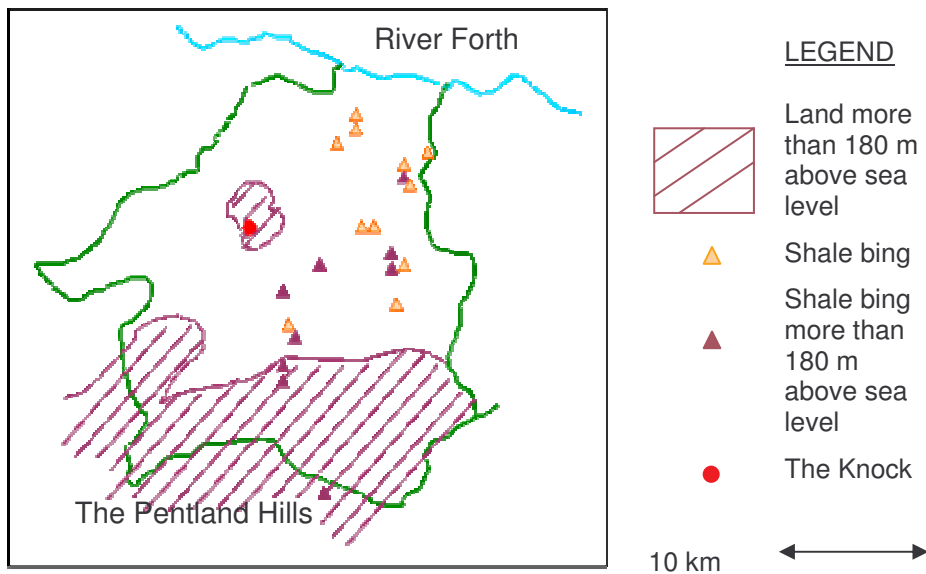 River Forth
The Pentland Hills
LEGEND
Land more
than 180 m
above sea
level
Shale bing
Shale bing
more than
180 m
above sea
level
The Knock
10 km